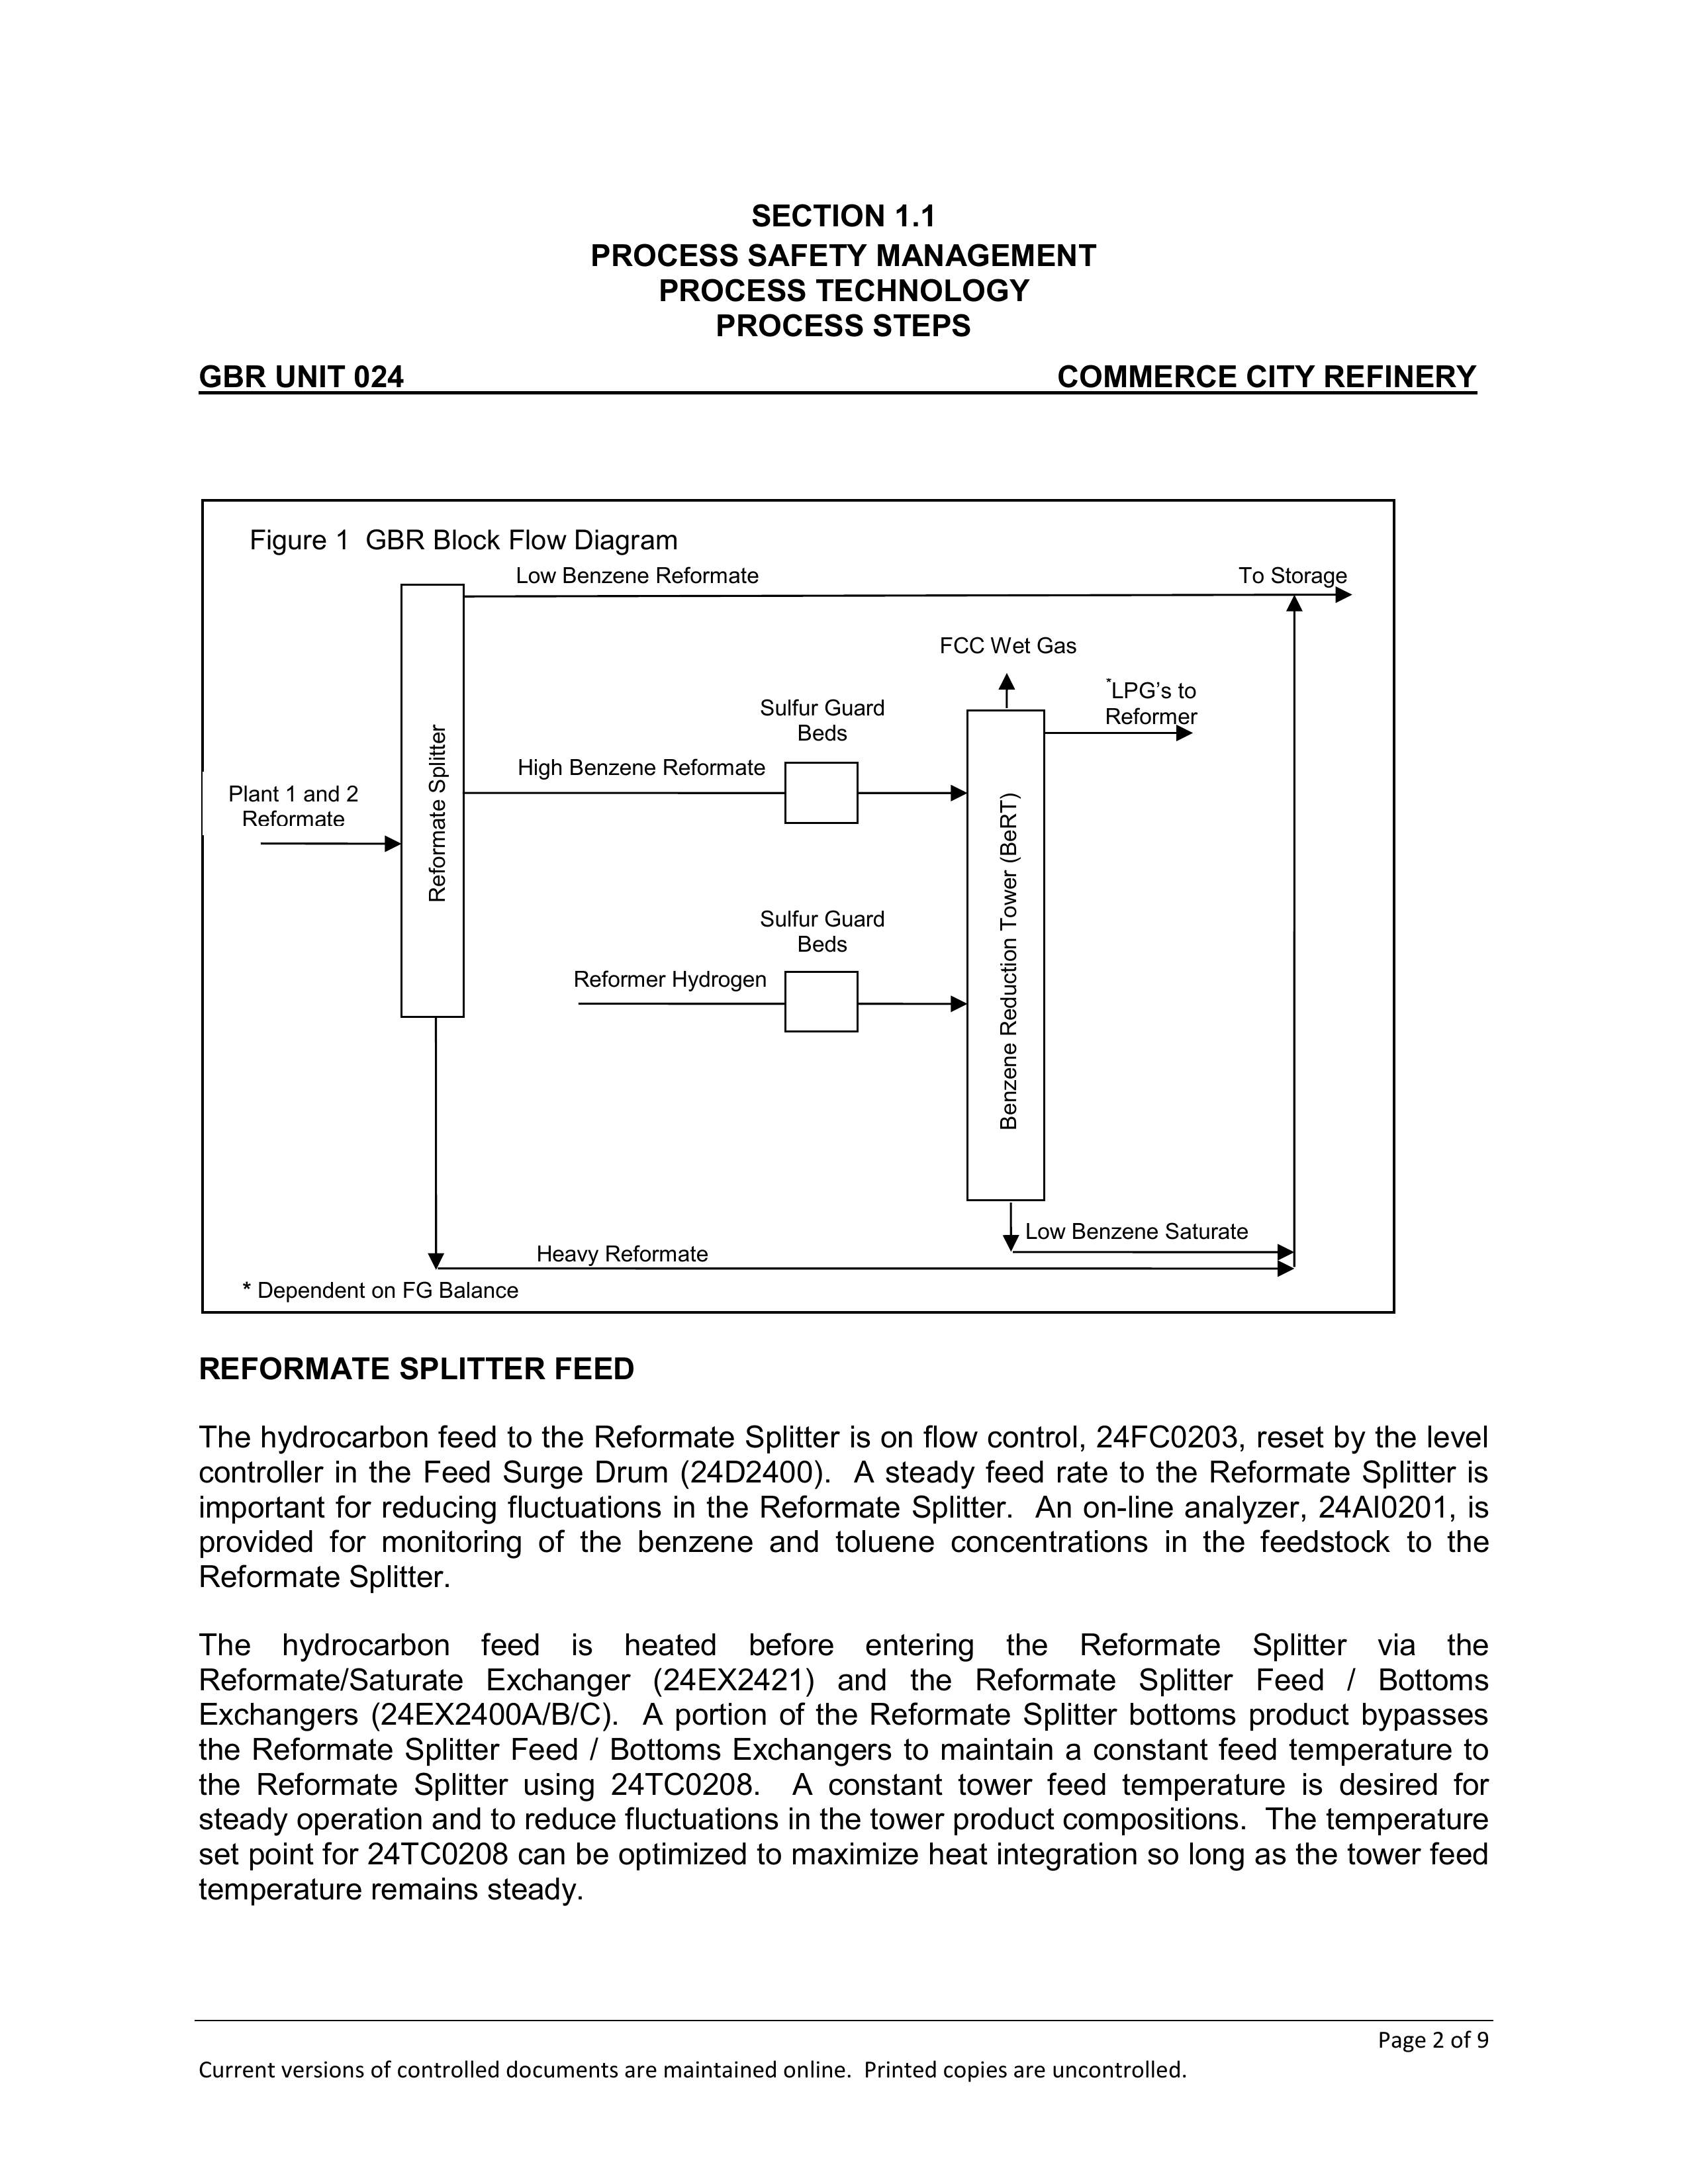 SECTION 1.1
PROCESS SAFETY MANAGEMENT
PROCESS TECHNOLOGY
PROCESS STEPS
GBR UNIT 024 COMMERCE CITY REFINERY
Figure 1 GBR Block Flow Diagram
Low Benzene Reformate
To Storage
FCC Wet Gas
*LPG's to
Reformer
Sulfur Guard
Beds
High Benzene Reformate
Plant 1 and 2
Reformate
Reformate Splitter
Benzene Reduction Tower (BeRT)
Sulfur Guard
Beds
Reformer Hydrogen
Low Benzene Saturate
Heavy Reformate
* Dependent on FG Balance
REFORMATE SPLITTER FEED
The hydrocarbon feed to the Reformate Splitter is on flow control, 24FC0203, reset by the level
controller in the Feed Surge Drum (24D2400). A steady feed rate to the Reformate Splitter is
important for reducing fluctuations in the Reformate Splitter. An on-line analyzer, 24AI0201, is
provided for monitoring of the benzene and toluene concentrations in the feedstock to the
Reformate Splitter.
The hydrocarbon feed is heated before entering the Reformate Splitter via the
Reformate/Saturate Exchanger (24EX2421) and the Reformate Splitter Feed / Bottoms
Exchangers (24EX2400A/B/C). A portion of the Reformate Splitter bottoms product bypasses
the Reformate Splitter Feed / Bottoms Exchangers to maintain a constant feed temperature to
the Reformate Splitter using 24TC0208. A constant tower feed temperature is desired for
steady operation and to reduce fluctuations in the tower product compositions. The temperature
set point for 24TC0208 can be optimized to maximize heat integration so long as the tower feed
temperature remains steady.
Page 2 of 9
Current versions of controlled documents are maintained online. Printed copies are uncontrolled.